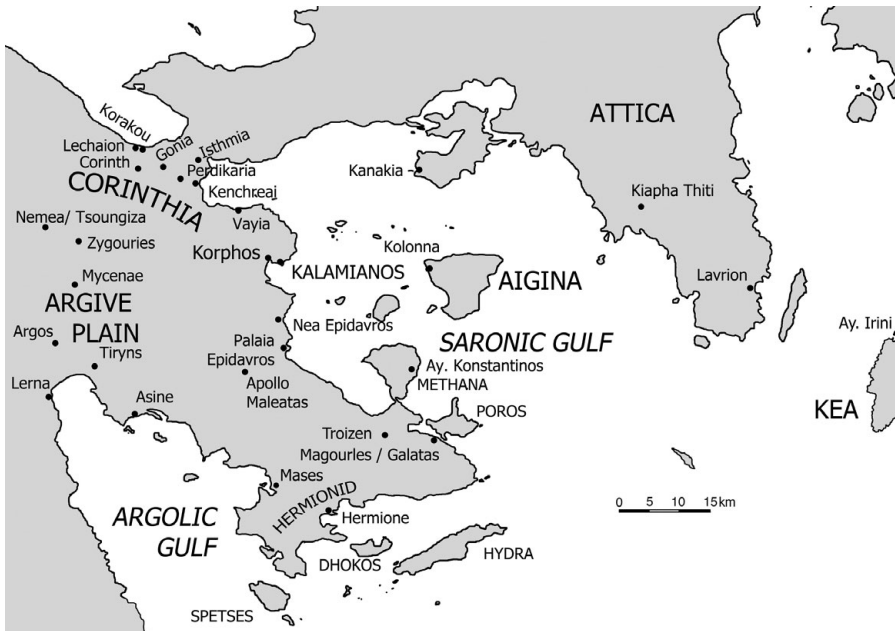 Korakou
Lechaion
Corinth
Gonia
Isthmia
Perdikaria
Kenchreai
CORINTHIA
Vayia
Nemea/ Tsoungiza
Zygouries
Korphos
KALAMIANOS
Mycenae
ARGIVE
PLAIN
Argos
Tiryns
Lerna
Asine
Nea Epidavros
Palaia
Epidavros
Apollo
Maleatas
Kanakia
Kolonna
AIGINA
SARONIC GULF
Ay. Konstantinos
METHANA
POROS
Troizen
Magourles / Galatas
Mases
HERMIONID
Hermione
ARGOLIC
GULF
DHOKOS
HYDRA
SPETSES
ATTICA
Kiapha Thiti
Lavrion
Ay. Irini
KEA
0 5 10 15 km